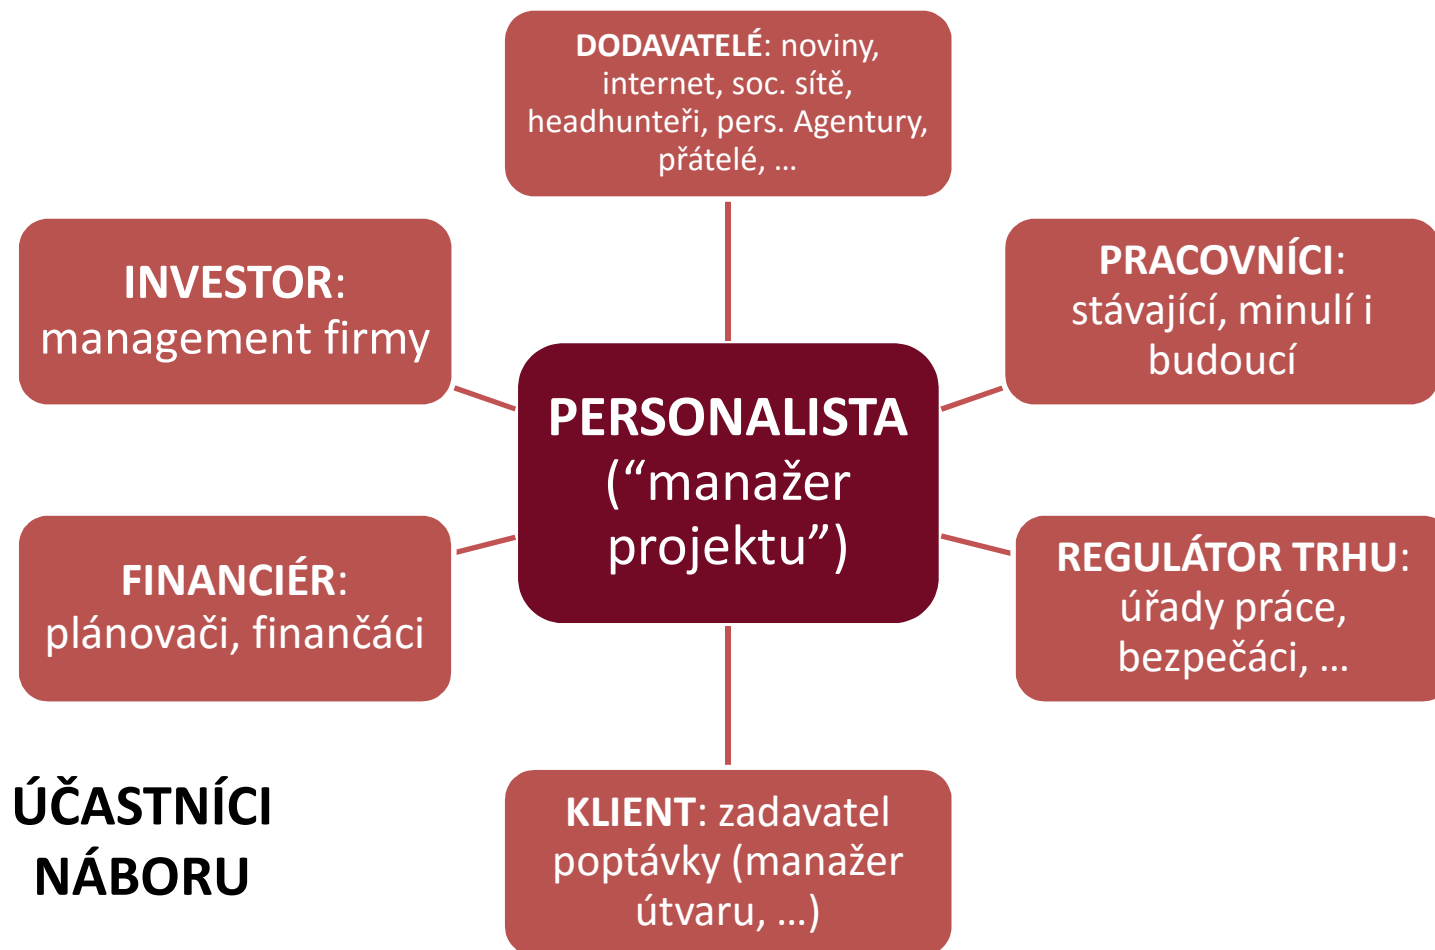 DODAVATELÉ: noviny,
internet, soc. sítě,
headhunteři, pers. Agentury,
přátelé, ...
INVESTOR:
management firmy
PRACOVNÍCI:
stávající, minulí i
budoucí
PERSONALISTA
(“manažer
projektu”)
FINANCIÉR:
plánovači, finančáci
REGULÁTOR TRHU:
úřady práce,
bezpečáci, ...
KLIENT: zadavatel
poptávky (manažer
útvaru, ...)
ÚČASTNÍCI
NÁBORU